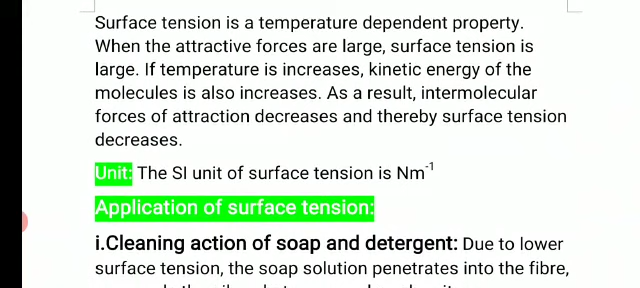 Surface tension is a temperature dependent property.
When the attractive forces are large, surface tension is
large. If temperature is increases, kinetic energy of the
molecules is also increases. As a result, intermolecular
forces of attraction decreases and thereby surface tension
decreases.
Unit: The SI unit of surface tension is Nm⁻¹
Application of surface tension:
i.Cleaning action of soap and detergent: Due to lower
surface tension, the soap solution penetrates into the fibre,